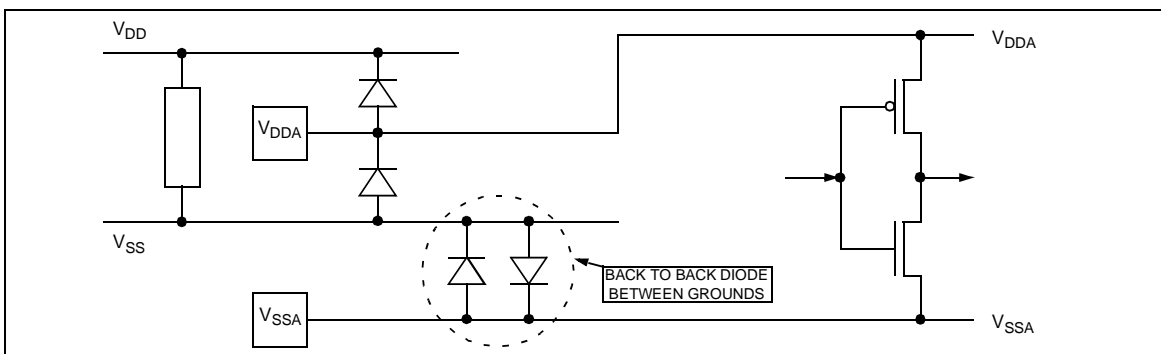 VDD
VDDA
VDDA
VSS
BACK TO BACK DIODE
BETWEEN GROUNDS
VSSA
VSSA